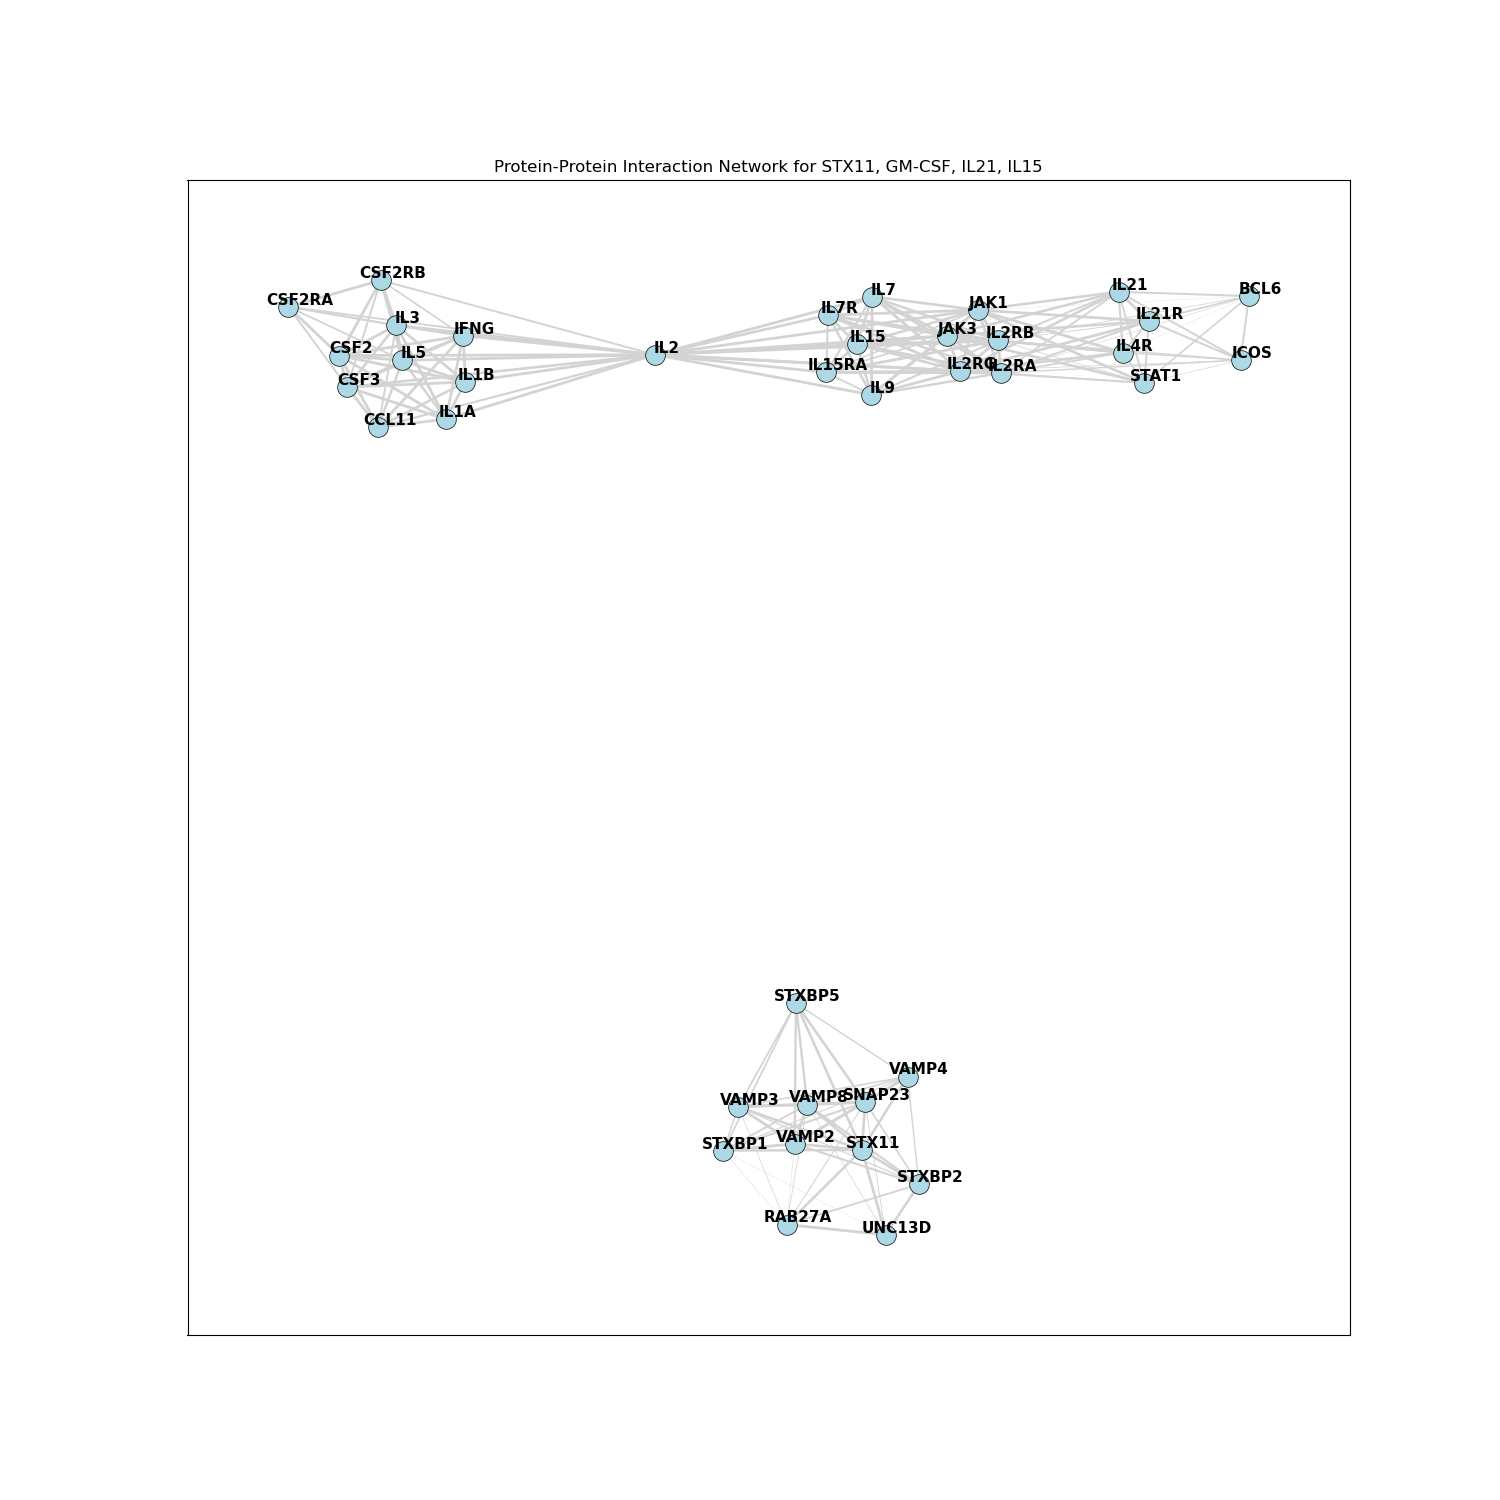 Protein-Protein Interaction Network for STX11, GM-CSF, IL21, IL15
CSF2RB
CSF2RA
IL3
IFNG
CSF2
IL5
CSF3
IL1B
IL1A
CCL11
IL2
IL7
IL7R
IL15
IL15RA
IL9
JAK1
JAK3
IL2RB
IL2RG
IL2RA
IL21
IL21R
IL4R
STAT1
BCL6
ICOS
STXBP5
VAMP4
VAMP3
VAMP8
SNAP23
STXBP1
VAMP2
STX11
STXBP2
RAB27A
UNC13D